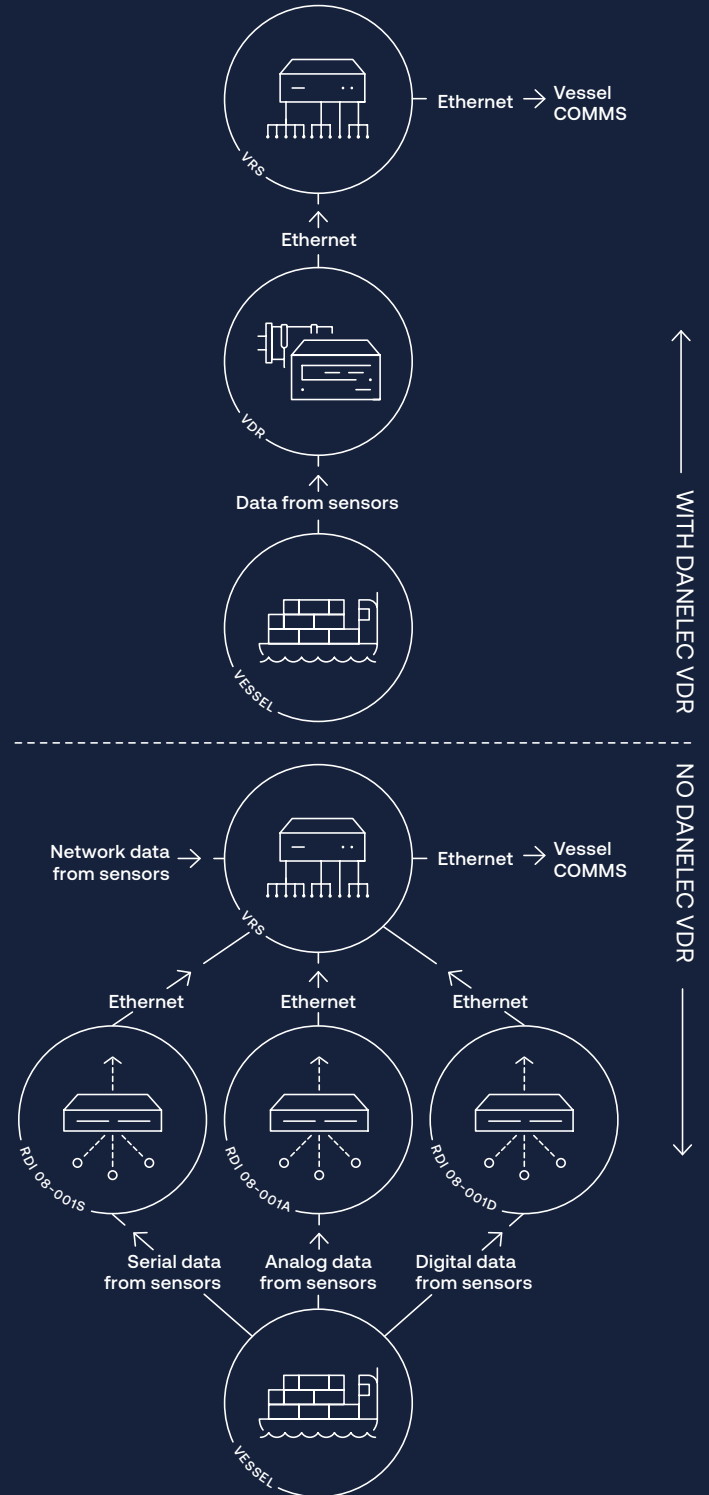 Ethernet
Vessel
COMMS
VRS
Ethernet
VDR
Data from sensors
VESSEL
WITH DANELEC VDR
NO DANELEC VDR
Network data
from sensors
Ethernet
Vessel
COMMS
VRS
Ethernet
Ethernet
Ethernet
RDI 08-001S
RDI 08-001A
RDI 08-001D
Serial data
from sensors
Analog data
from sensors
Digital data
from sensors
VESSEL